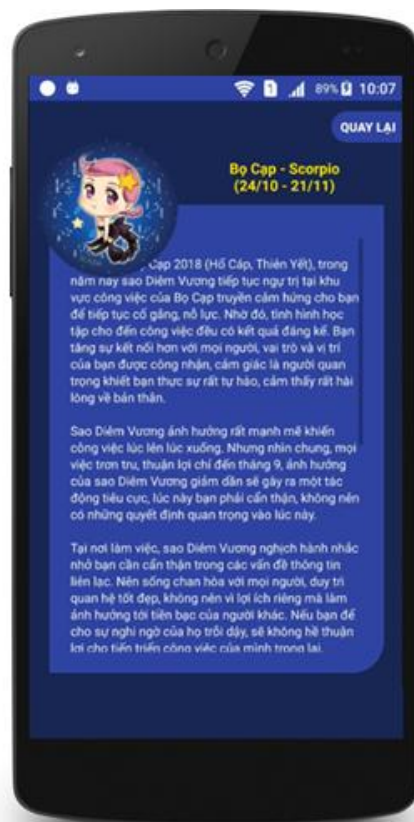 89% 10:07
QUAY LẠI
Bọ Cạp - Scorpio
(24/10 - 21/11)
Cạp 2018 (Hổ Cáp, Thiên Yết), trong
năm nay sao Diêm Vương tiếp tục ngự trị tại khu
vực công việc của Bọ Cạp truyền cảm hứng cho bạn
để tiếp tục cố gắng, nỗ lực. Nhờ đó, tình hình học
tập cho đến công việc đều có kết quả đáng kể. Bạn
tăng sự kết nối hơn với mọi người, vai trò và vị trí
của bạn được công nhận, cảm giác là người quan
trọng khiết bạn thực sự rất tự hào, cảm thấy rất hài
lòng về bản thân.
Sao Diêm Vương ảnh hưởng rất mạnh mẽ khiến
công việc lúc lên lúc xuống. Nhưng nhìn chung, mọi
việc trơn tru, thuận lợi chỉ đến tháng 9, ảnh hưởng
của sao Diêm Vương giảm dần sẽ gây ra một tác
động tiêu cực, lúc này bạn phải cẩn thận, không nên
có những quyết định quan trọng vào lúc này.
Tại nơi làm việc, sao Diêm Vương nghịch hành nhắc
nhở bạn cần cẩn thận trong các vấn đề thông tin
liên lạc. Nên sống chan hòa với mọi người, duy trì
quan hệ tốt đẹp, không nên vì lợi ích riêng mà làm
ảnh hưởng tới tiền bạc của người khác. Nếu bạn để
cho sự nghi ngờ của họ trỗi dậy, sẽ không hề thuận
lợi cho tiến triển công việc của mình trong lai.